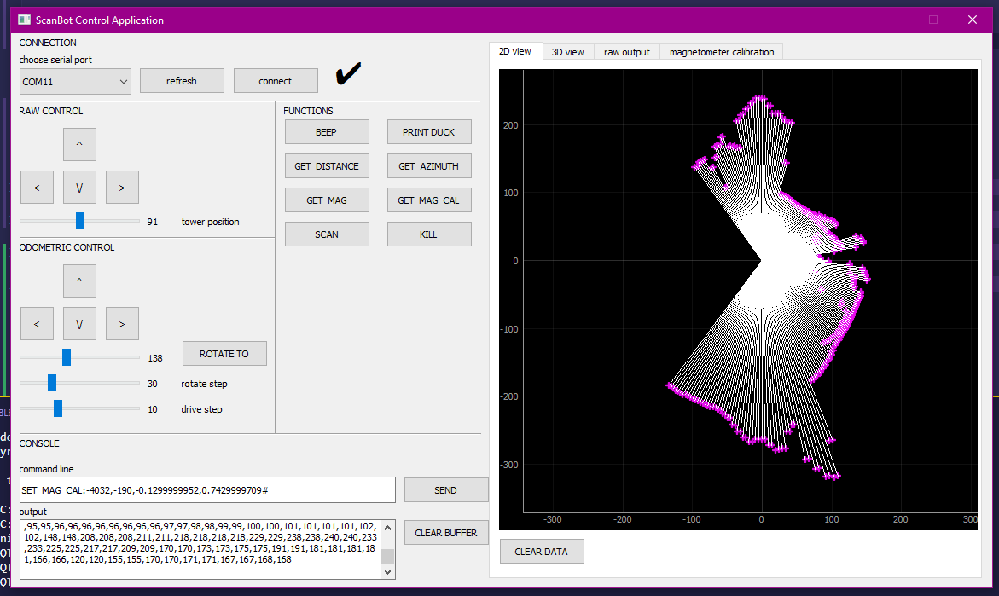 ScanBot Control Application
CONNECTION
choose serial port
COM11
refresh
connect
RAW CONTROL
^
<
V
>
91
tower position
ODOMETRIC CONTROL
^
<
V
>
138
ROTATE TO
30
rotate step
10
drive step
FUNCTIONS
BEEP
PRINT DUCK
GET_DISTANCE
GET_AZIMUTH
GET_MAG
GET_MAG_CAL
SCAN
KILL
CONSOLE
command line
SET_MAG_CAL:-4032,-190,-0.1299999952,0.7429999709#
SEND
output
,95,95,96,96,96,96,96,96,96,96,97,97,98,98,99,99,100,100,101,101,101,101,101,102,
102,148,148,208,208,208,211,211,218,218,218,218,229,229,238,238,240,240,233
,233,225,225,217,217,209,209,170,170,173,173,175,175,191,191,181,181,181,181,1
81,166,166,120,120,155,155,170,170,171,171,167,167,168,168
CLEAR BUFFER
2D view
3D view
raw output
magnetometer calibration
200
100
0
-100
-200
-300
-300
-200
-100
0
100
200
300
CLEAR DATA